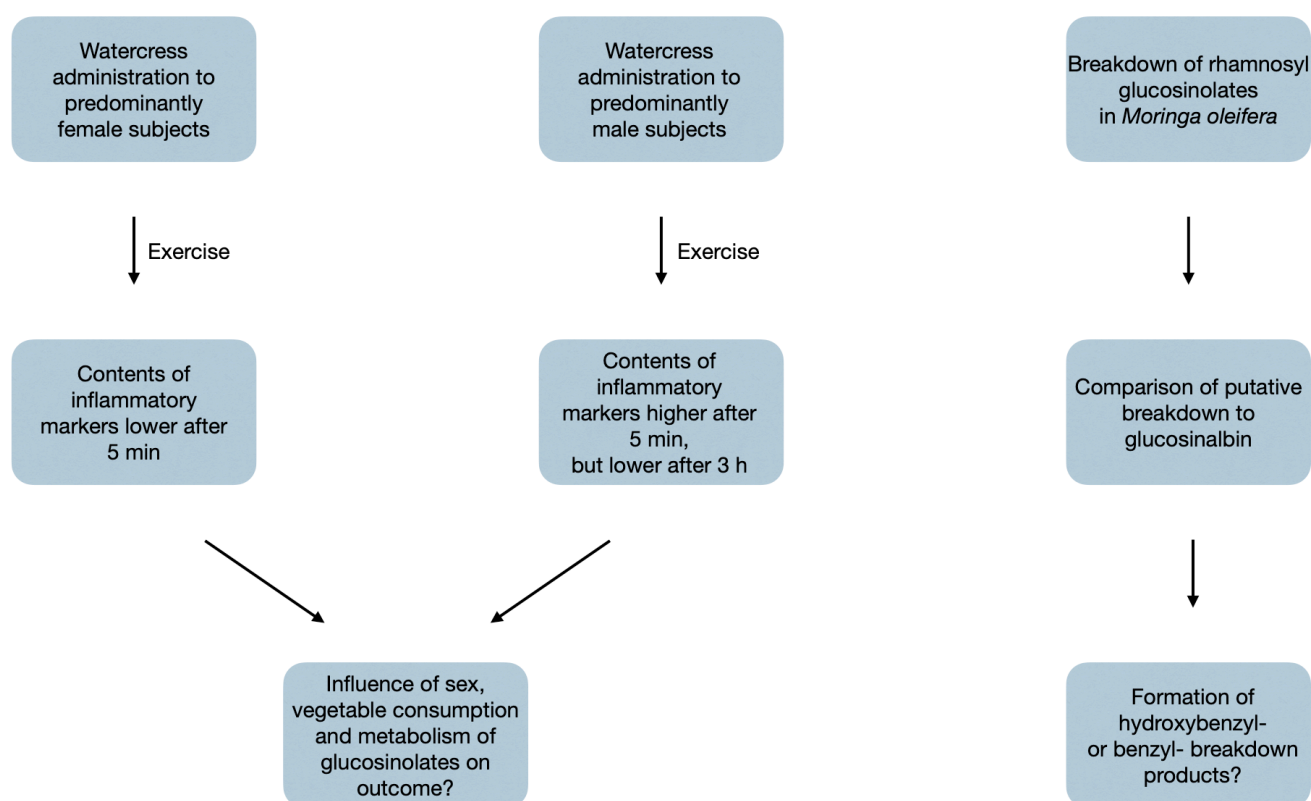 Watercress
administration to
predominantly
female subjects
Watercress
administration to
predominantly
male subjects
Breakdown of rhamnosyl
glucosinolates
in Moringa oleifera
Exercise
Exercise
Contents of
inflammatory
markers lower after
5 min
Contents of
inflammatory
markers higher after
5 min,
but lower after 3 h
Comparison of putative
breakdown to
glucosinalbin
Influence of sex,
vegetable consumption
and metabolism of
glucosinolates on
outcome?
Formation of
hydroxybenzyl-
or benzyl- breakdown
products?